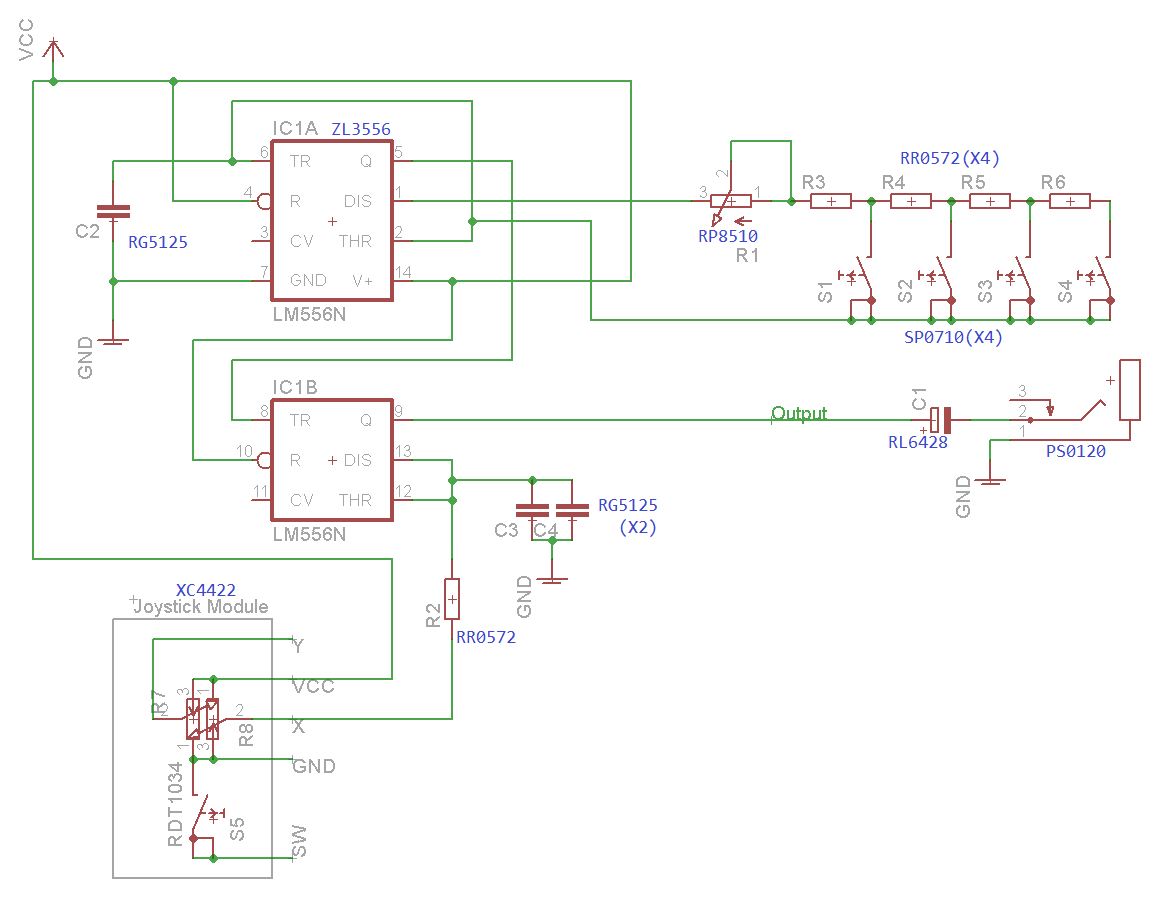 VCC
IC1A ZL3556
6 TR Q 5
4 R DIS 1
3 CV THR 2
7 GND V+ 14
LM556N
C2 RG5125
GND
3 2 1
RP8510
R1
RR0572(X4)
R3 R4 R5 R6
S1 S2 S3 S4
SP0710(X4)
IC1B
8 TR Q 9
10 R DIS 13
11 CV THR 12
LM556N
Output
C1
RL6428
3
2
1
PS0120
GND
C3 C4 RG5125
(X2)
GND
R2
RR0572
XC4422
Joystick Module
Y
VCC
X
GND
SW
R7 2 3 1
2 R8
1 3
RDT1034
S5